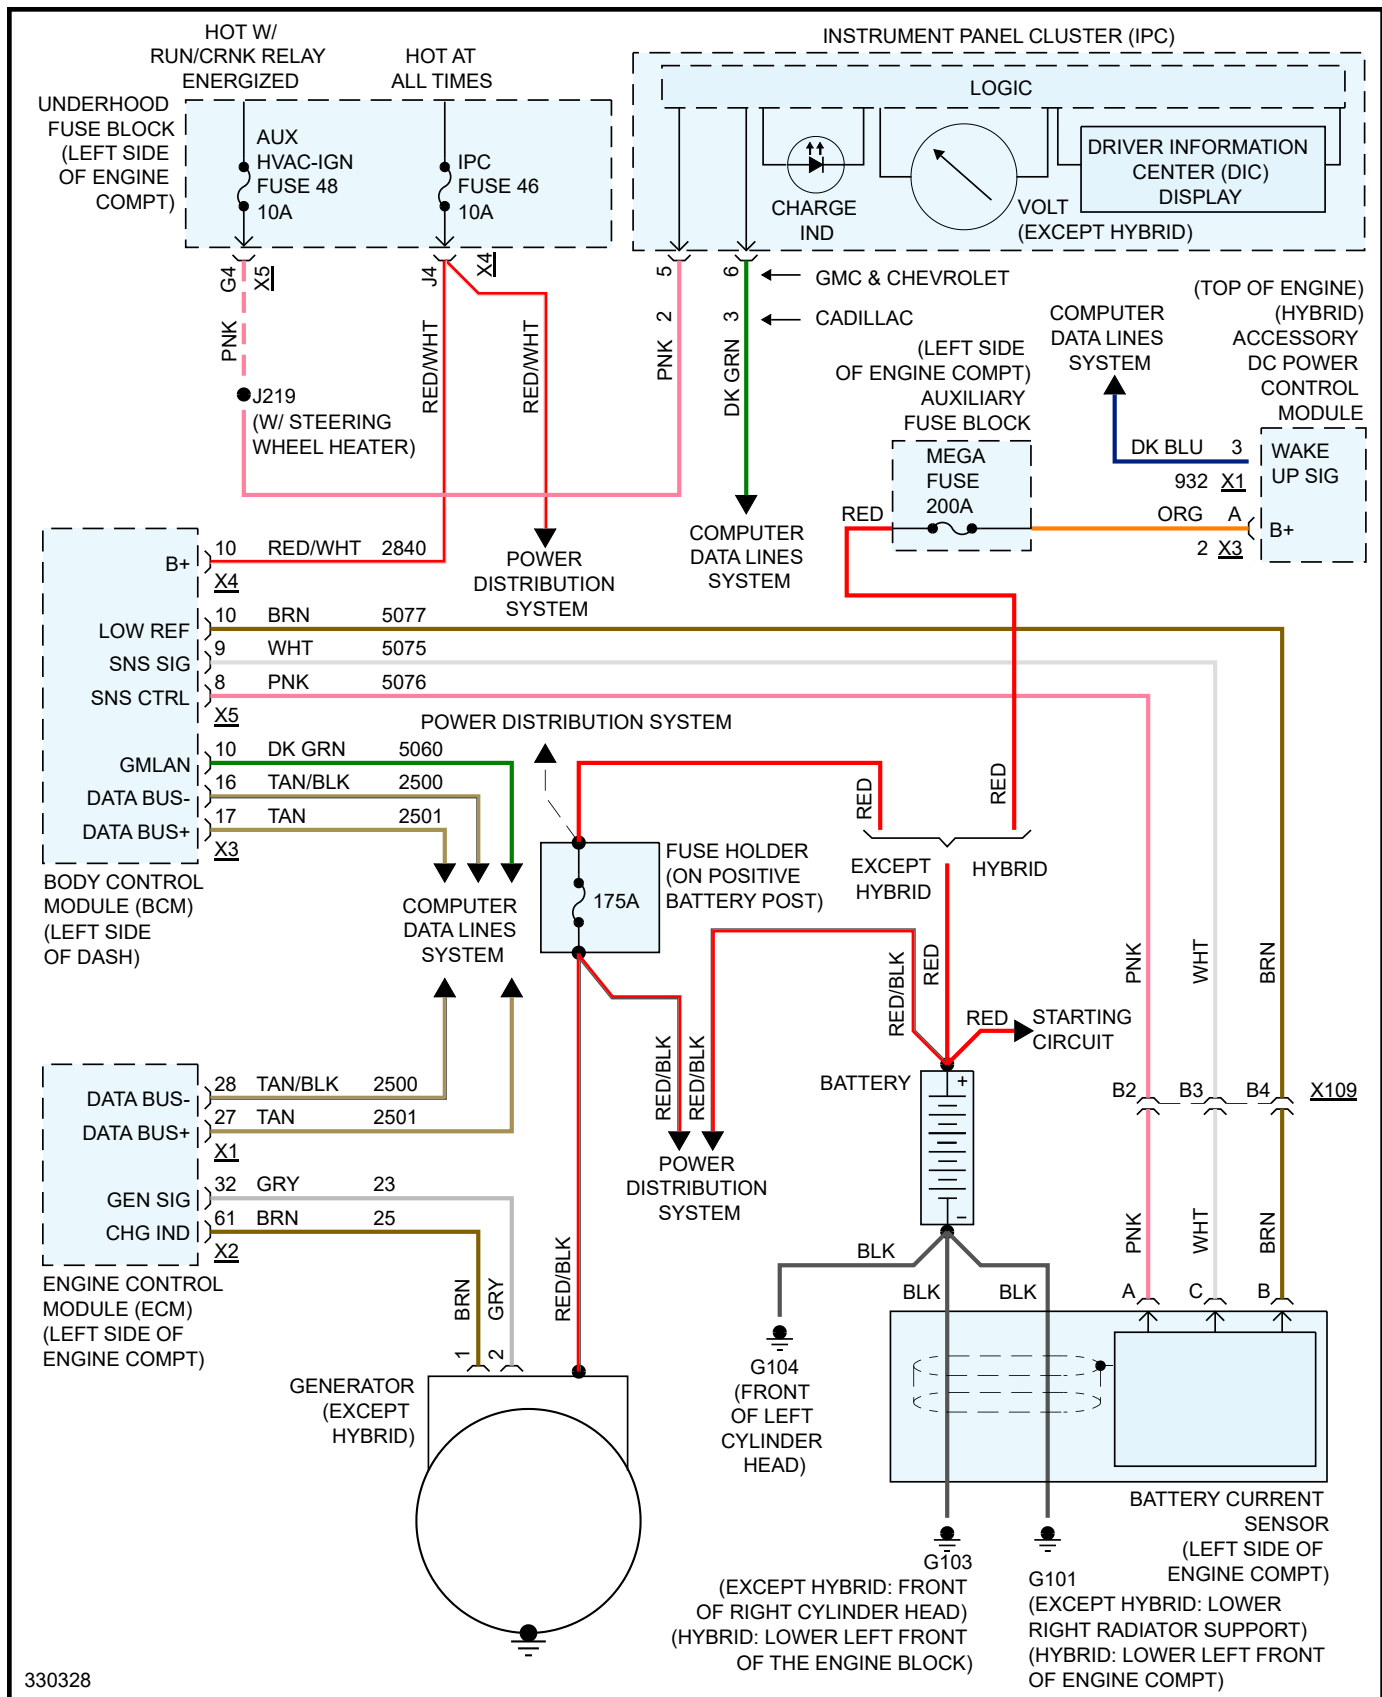 HOT W/
RUN/CRNK RELAY
ENERGIZED
HOT AT
ALL TIMES
UNDERHOOD
FUSE BLOCK
(LEFT SIDE
OF ENGINE
COMPT)
AUX
HVAC-IGN
FUSE 48
10A
IPC
FUSE 46
10A
G4
X5
J4
X4
PNK
RED/WHT
RED/WHT
J219
(W/ STEERING
WHEEL HEATER)
INSTRUMENT PANEL CLUSTER (IPC)
LOGIC
CHARGE
IND
VOLT
(EXCEPT HYBRID)
DRIVER INFORMATION
CENTER (DIC)
DISPLAY
5
6
GMC & CHEVROLET
2
3
CADILLAC
PNK
DK GRN
COMPUTER
DATA LINES
SYSTEM
POWER
DISTRIBUTION
SYSTEM
(LEFT SIDE
OF ENGINE COMPT)
AUXILIARY
FUSE BLOCK
MEGA
FUSE
200A
RED
COMPUTER
DATA LINES
SYSTEM
(TOP OF ENGINE)
(HYBRID)
ACCESSORY
DC POWER
CONTROL
MODULE
DK BLU 3
932 X1
WAKE
UP SIG
ORG A
2 X3
B+
B+
10 RED/WHT 2840
X4
LOW REF
10 BRN 5077
SNS SIG
9 WHT 5075
SNS CTRL
8 PNK 5076
X5
GMLAN
10 DK GRN 5060
DATA BUS-
16 TAN/BLK 2500
DATA BUS+
17 TAN 2501
X3
BODY CONTROL
MODULE (BCM)
(LEFT SIDE
OF DASH)
COMPUTER
DATA LINES
SYSTEM
POWER DISTRIBUTION SYSTEM
175A
FUSE HOLDER
(ON POSITIVE
BATTERY POST)
RED
RED
EXCEPT
HYBRID
HYBRID
RED/BLK
RED
RED
STARTING
CIRCUIT
PNK
WHT
BRN
B2
B3
B4
X109
BATTERY
+
–
RED/BLK
RED/BLK
POWER
DISTRIBUTION
SYSTEM
DATA BUS-
28 TAN/BLK 2500
DATA BUS+
27 TAN 2501
X1
GEN SIG
32 GRY 23
CHG IND
61 BRN 25
X2
ENGINE CONTROL
MODULE (ECM)
(LEFT SIDE OF
ENGINE COMPT)
BRN
GRY
RED/BLK
1
2
GENERATOR
(EXCEPT
HYBRID)
BLK
BLK
BLK
PNK
WHT
BRN
A
C
B
G104
(FRONT
OF LEFT
CYLINDER
HEAD)
BATTERY CURRENT
SENSOR
(LEFT SIDE OF
ENGINE COMPT)
G103
(EXCEPT HYBRID: FRONT
OF RIGHT CYLINDER HEAD)
(HYBRID: LOWER LEFT FRONT
OF THE ENGINE BLOCK)
G101
(EXCEPT HYBRID: LOWER
RIGHT RADIATOR SUPPORT)
(HYBRID: LOWER LEFT FRONT
OF ENGINE COMPT)
330328